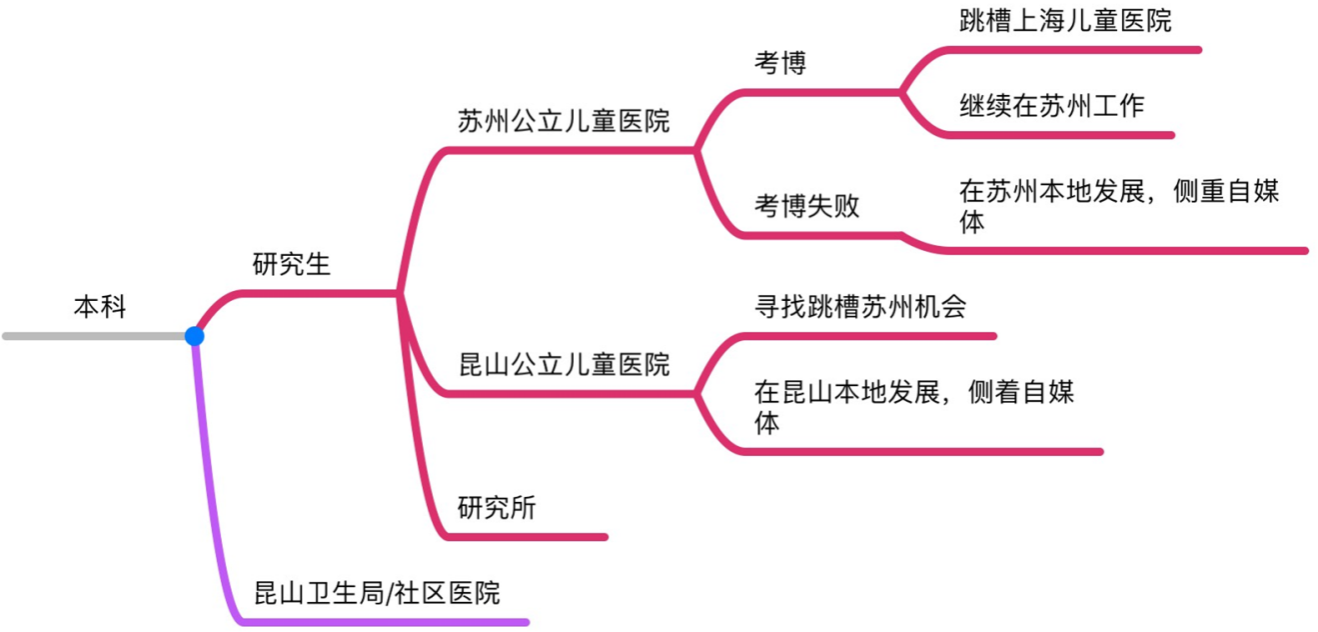 本科
研究生
苏州公立儿童医院
考博
跳槽上海儿童医院
继续在苏州工作
考博失败
在苏州本地发展，侧重自媒
体
昆山公立儿童医院
寻找跳槽苏州机会
在昆山本地发展，侧着自媒
体
研究所
昆山卫生局/社区医院